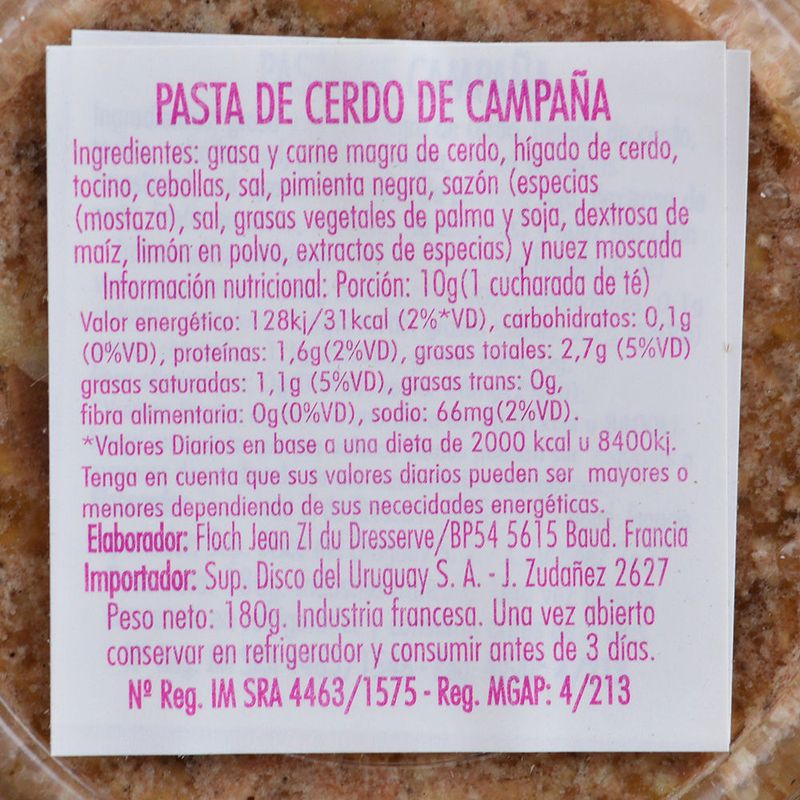 PASTA DE CERDO DE CAMPAÑA
Ingredientes: grasa y carne magra de cerdo, hígado de cerdo,
tocino, cebollas, sal, pimienta negra, sazón (especias
(mostaza), sal, grasas vegetales de palma y soja, dextrosa de
maíz, limón en polvo, extractos de especias) y nuez moscada
Información nutricional: Porción: 10g(1 cucharada de té)
Valor energético: 128kj/31kcal (2%*VD), carbohidratos: 0,1g
(0%VD), proteínas: 1,6g(2%VD), grasas totales: 2,7g (5%VD)
grasas saturadas: 1,1g (5%VD), grasas trans: 0g,
fibra alimentaria: 0g(0%VD), sodio: 66mg(2%VD).
*Valores Diarios en base a una dieta de 2000 kcal u 8400kj.
Tenga en cuenta que sus valores diarios pueden ser mayores o
menores dependiendo de sus nececidades energéticas.
Elaborador: Floch Jean ZI du Dresserve/BP54 5615 Baud. Francia
Importador: Sup. Disco del Uruguay S. A. - J. Zudañez 2627
Peso neto: 180g. Industria francesa. Una vez abierto
conservar en refrigerador y consumir antes de 3 días.
Nº Reg. IM SRA 4463/1575 - Reg. MGAP: 4/213